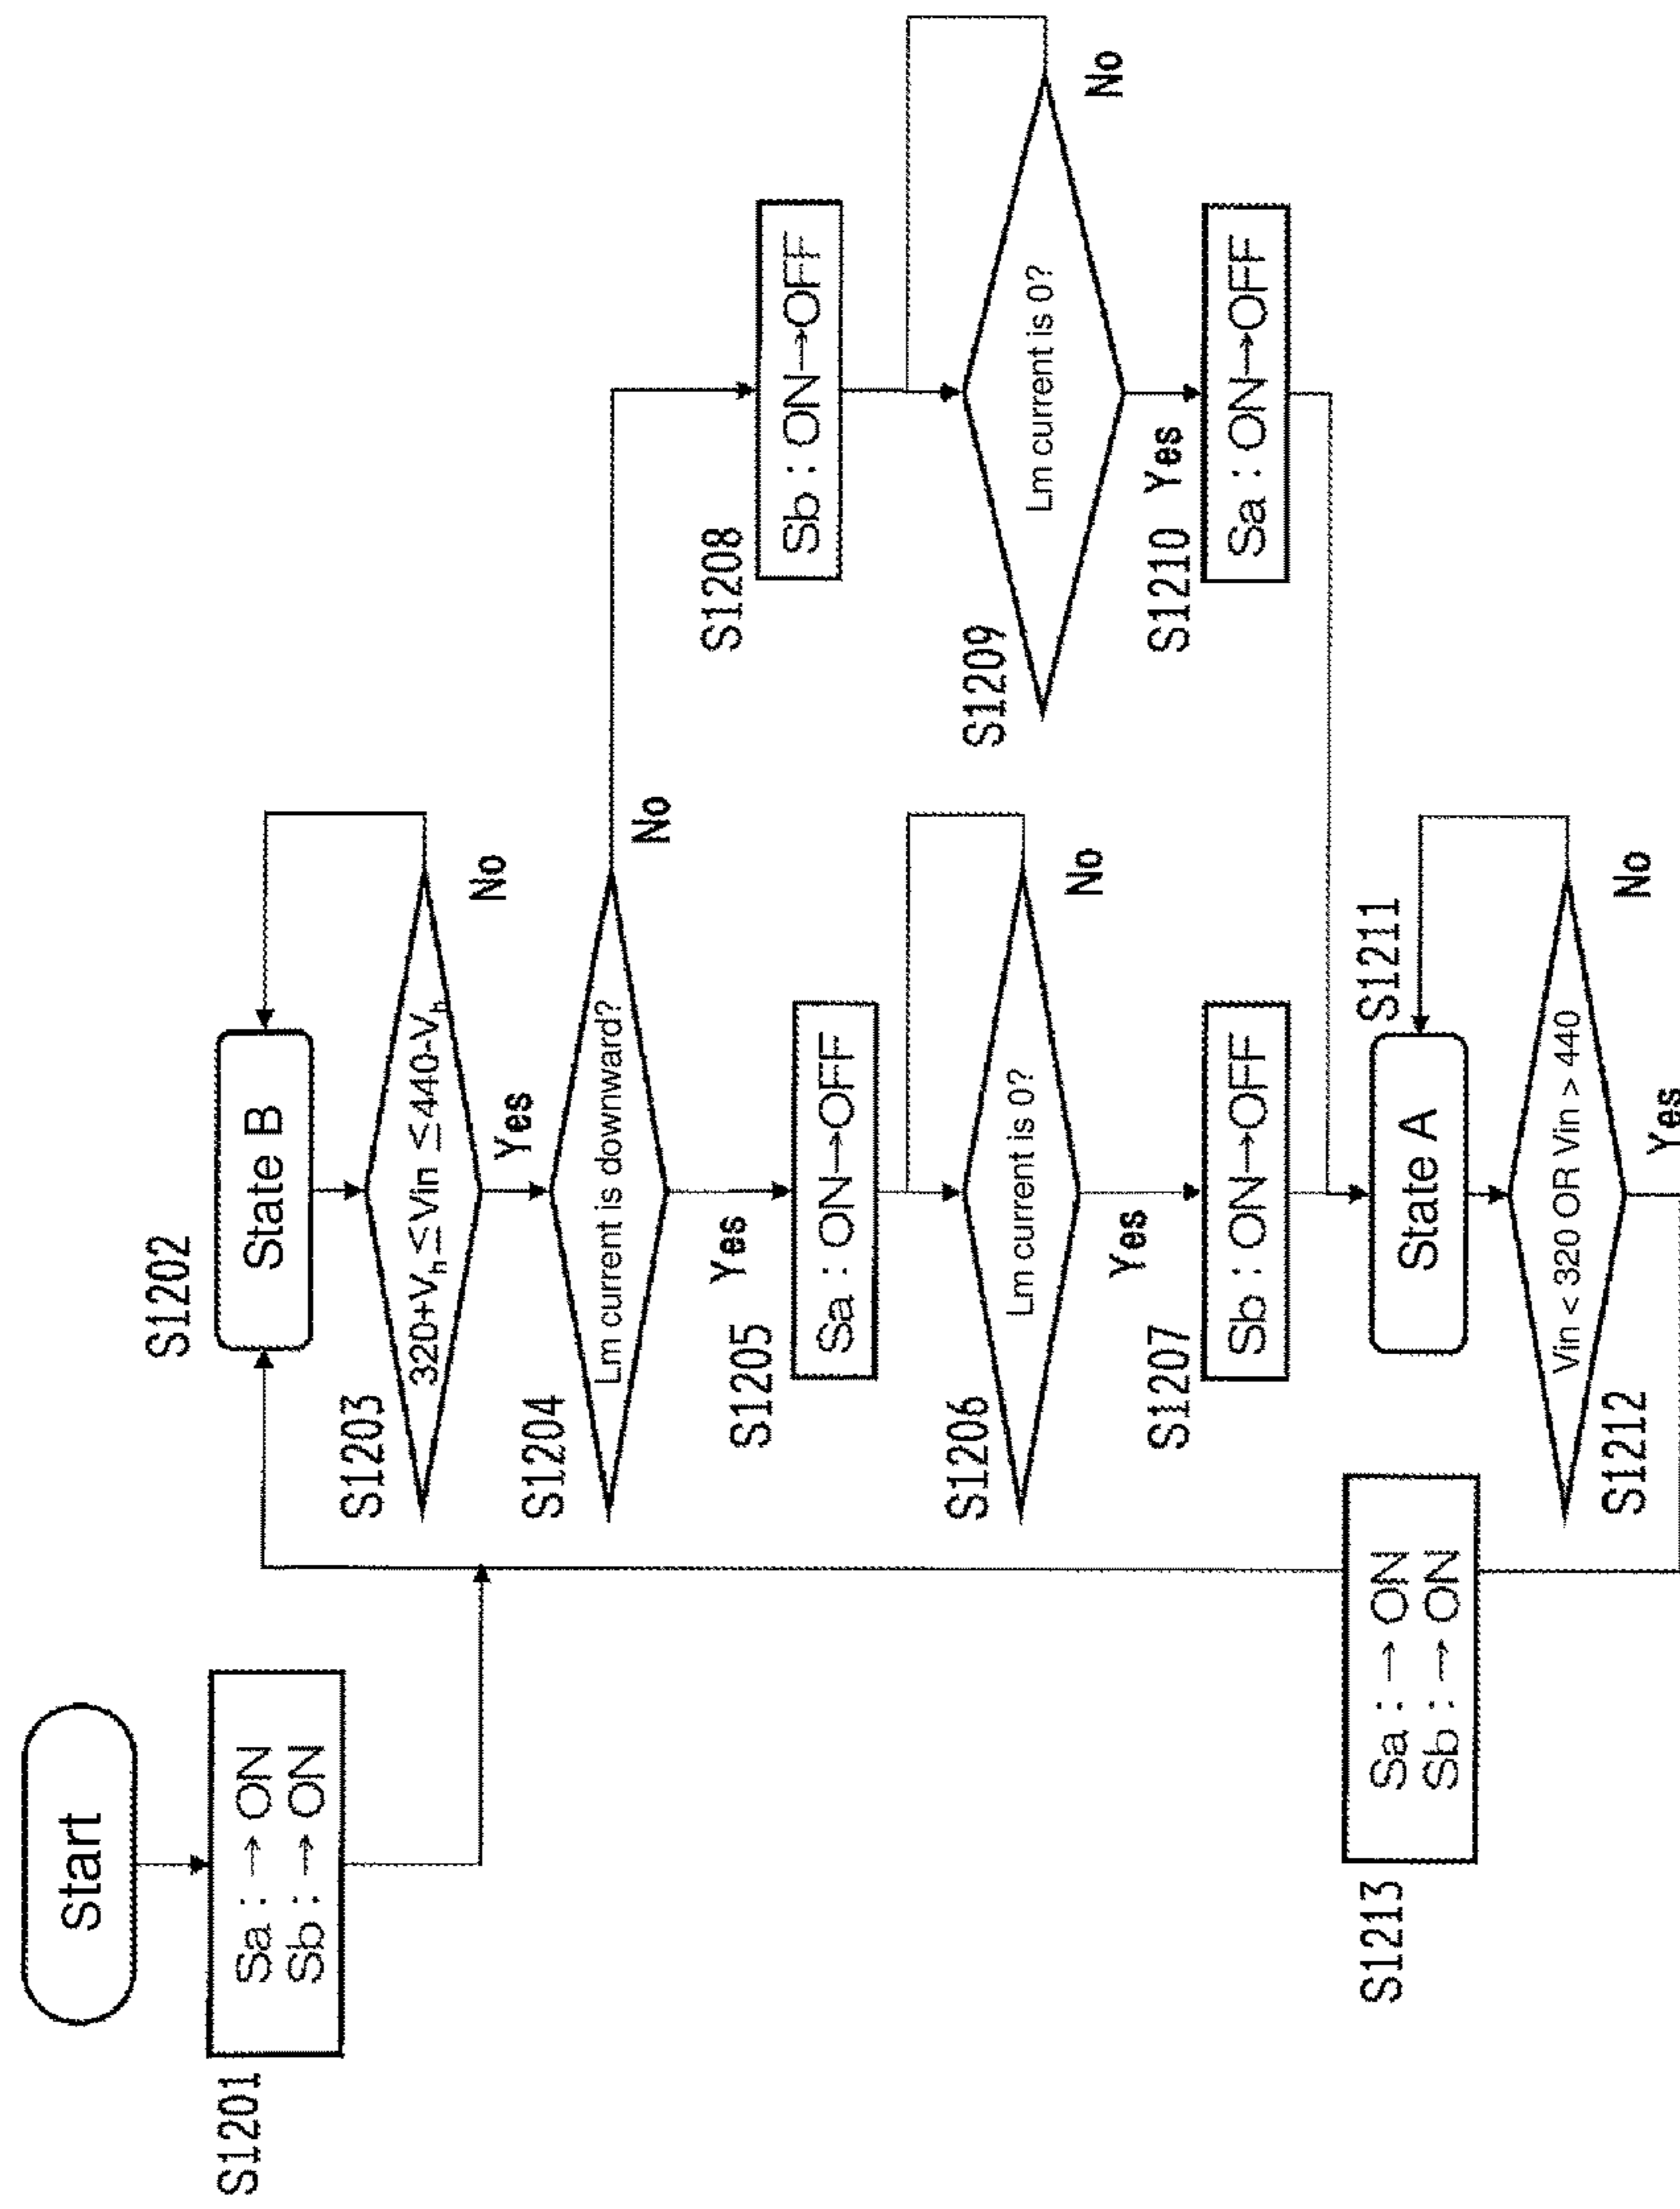 Start
S1201
Sa : → ON
Sb : → ON
S1202
State B
S1203
320+Vh ≤Vin ≤440-Vh
No
Yes
S1204
Lm current is downward?
No
Yes
S1205
Sa : ON→OFF
S1206
Lm current is 0?
No
Yes
S1207
Sb : ON→OFF
S1208
Sb : ON→OFF
S1209
Lm current is 0?
No
S1210
Yes
Sa : ON→OFF
S1211
State A
S1212
Vin < 320 OR Vin > 440
No
Yes
S1213
Sa : → ON
Sb : → ON